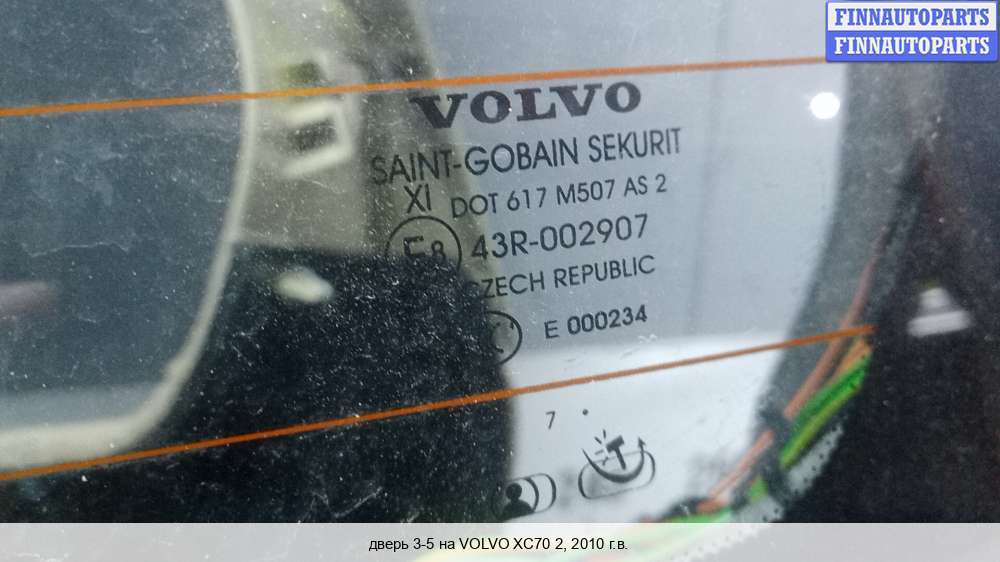 FINNAUTOPARTS
FINNAUTOPARTS
VOLVO
SAINT-GOBAIN SEKURIT
XI DOT 617 M507 AS 2
E8 43R-002907
CZECH REPUBLIC
E 000234
7
дверь 3-5 на VOLVO XC70 2, 2010 г.в.